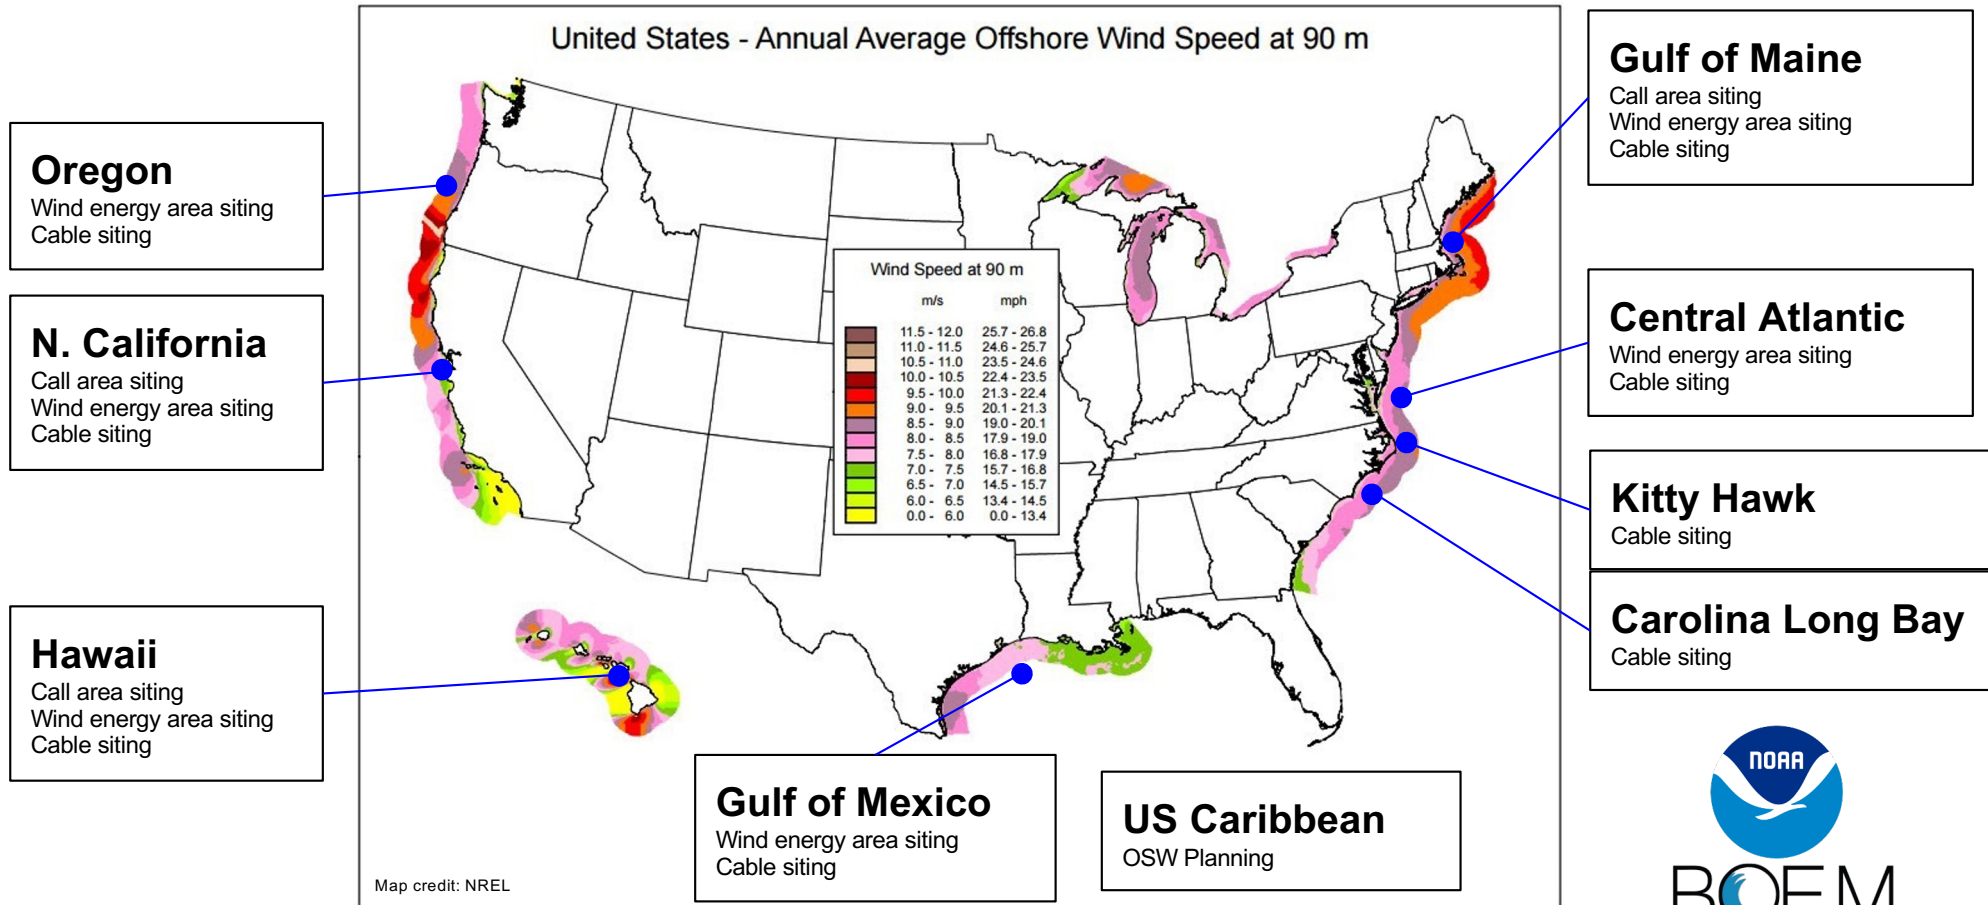 United States - Annual Average Offshore Wind Speed at 90 m
Oregon
Wind energy area siting
Cable siting
N. California
Call area siting
Wind energy area siting
Cable siting
Hawaii
Call area siting
Wind energy area siting
Cable siting
Wind Speed at 90 m
m/s mph
11.5 - 12.0 25.7 - 26.8
11.0 - 11.5 24.6 - 25.7
10.5 - 11.0 23.5 - 24.6
10.0 - 10.5 22.4 - 23.5
9.5 - 10.0 21.3 - 22.4
9.0 - 9.5 20.1 - 21.3
8.5 - 9.0 19.0 - 20.1
8.0 - 8.5 17.9 - 19.0
7.5 - 8.0 16.8 - 17.9
7.0 - 7.5 15.7 - 16.8
6.5 - 7.0 14.5 - 15.7
6.0 - 6.5 13.4 - 14.5
0.0 - 6.0 0.0 - 13.4
Gulf of Mexico
Wind energy area siting
Cable siting
US Caribbean
OSW Planning
Map credit: NREL
Gulf of Maine
Call area siting
Wind energy area siting
Cable siting
Central Atlantic
Wind energy area siting
Cable siting
Kitty Hawk
Cable siting
Carolina Long Bay
Cable siting
NOAA
BOEM